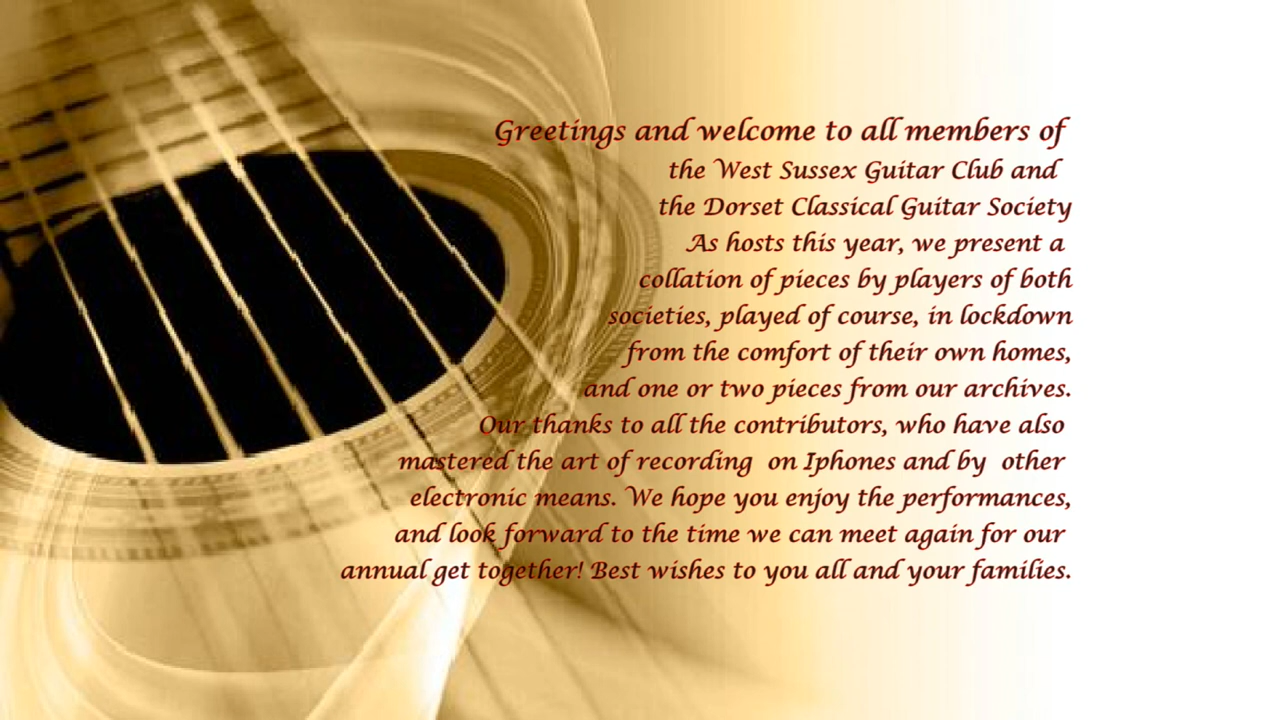 Greetings and welcome to all members of
the West Sussex Guitar Club and
the Dorset Classical Guitar Society
As hosts this year, we present a
collation of pieces by players of both
societies, played of course, in lockdown
from the comfort of their own homes,
and one or two pieces from our archives.
Our thanks to all the contributors, who have also
mastered the art of recording  on Iphones and by  other
electronic means. We hope you enjoy the performances,
and look forward to the time we can meet again for our
annual get together! Best wishes to you all and your families.